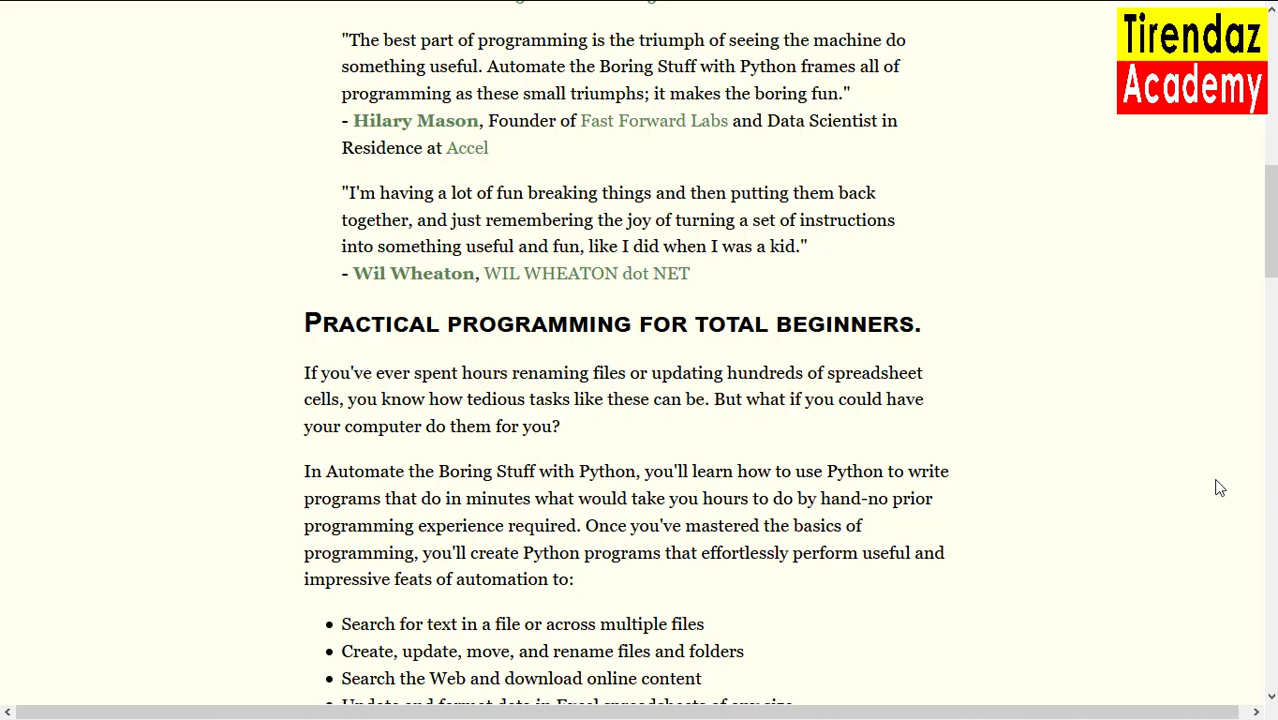 "The best part of programming is the triumph of seeing the machine do
something useful. Automate the Boring Stuff with Python frames all of
programming as these small triumphs; it makes the boring fun."
- Hilary Mason, Founder of Fast Forward Labs and Data Scientist in
Residence at Accel
"I'm having a lot of fun breaking things and then putting them back
together, and just remembering the joy of turning a set of instructions
into something useful and fun, like I did when I was a kid."
- Wil Wheaton, WIL WHEATON dot NET
Practical programming for total beginners.
If you've ever spent hours renaming files or updating hundreds of spreadsheet
cells, you know how tedious tasks like these can be. But what if you could have
your computer do them for you?
In Automate the Boring Stuff with Python, you'll learn how to use Python to write
programs that do in minutes what would take you hours to do by hand-no prior
programming experience required. Once you've mastered the basics of
programming, you'll create Python programs that effortlessly perform useful and
impressive feats of automation to:
• Search for text in a file or across multiple files
• Create, update, move, and rename files and folders
• Search the Web and download online content
• Update and format data in Excel spreadsheets of any size
Tirendaz
Academy